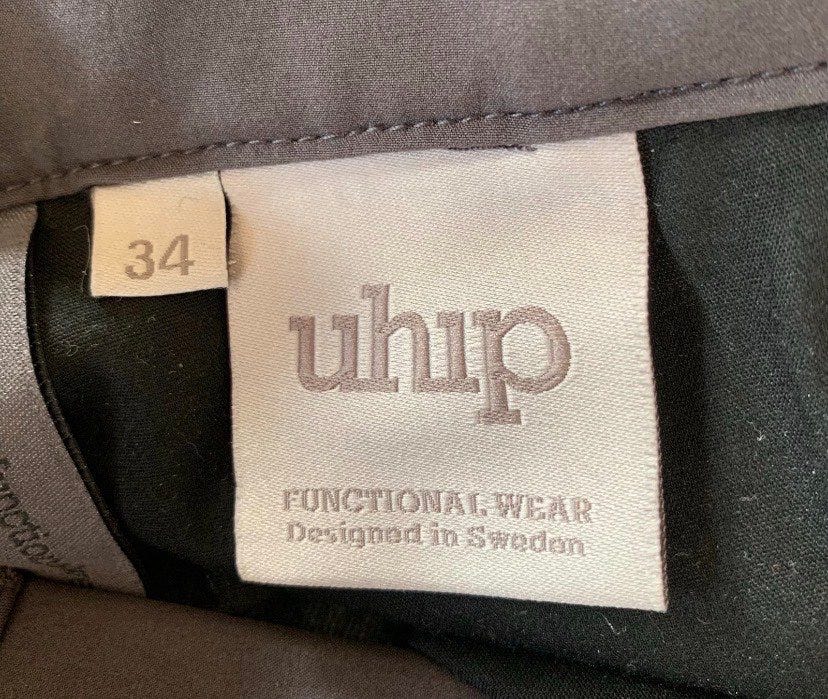 34
uhip
FUNCTIONAL WEAR
Designed in Sweden